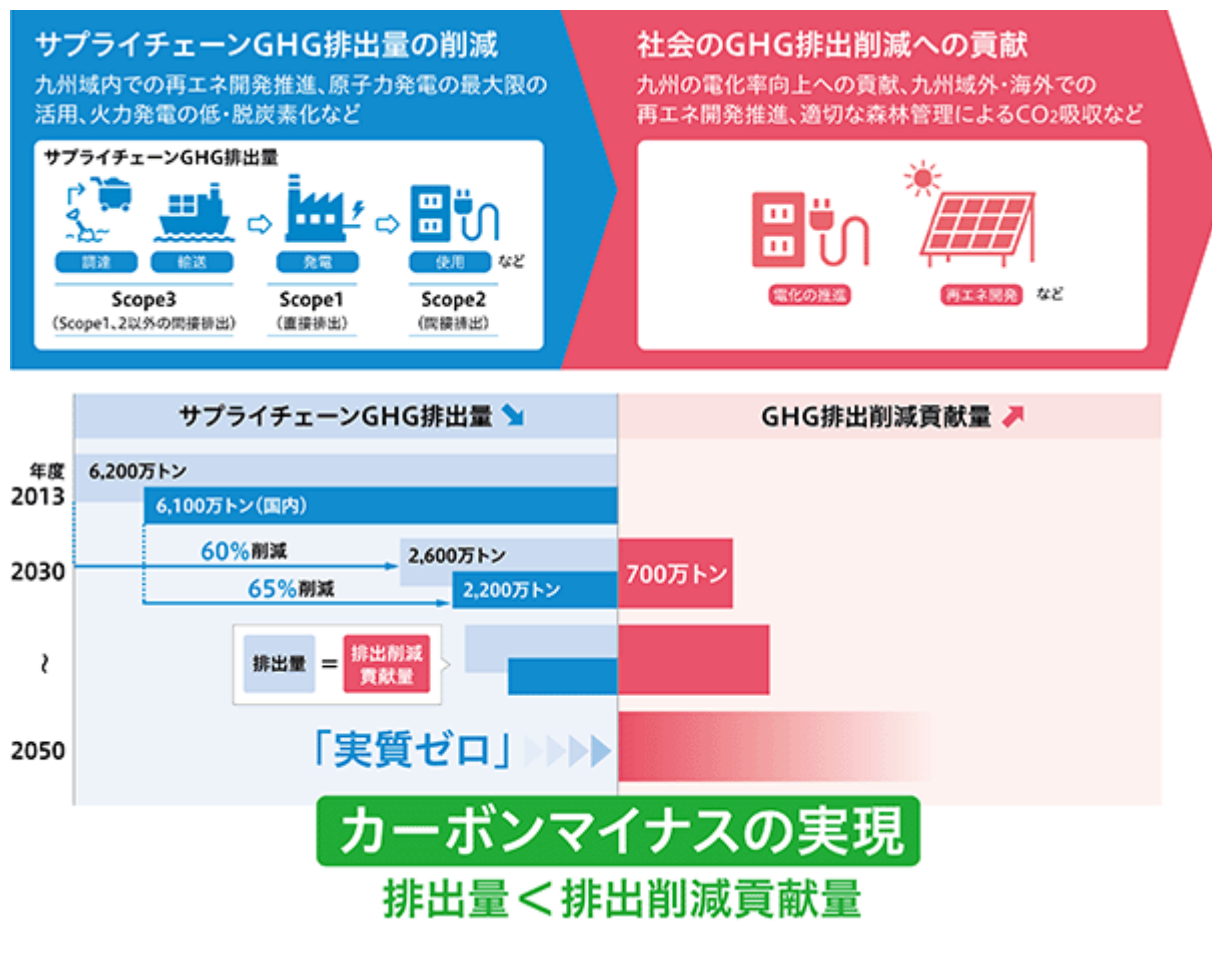 サプライチェーンGHG排出量の削減
九州域内での再エネ開発推進、原子力発電の最大限の
活用、火力発電の低・脱炭素化など
サプライチェーンGHG排出量
調達
輸送
発電
使用
など
Scope3
(Scope1、2以外の間接排出)
Scope1
(直接排出)
Scope2
(間接排出)
社会のGHG排出削減への貢献
九州の電化率向上への貢献、九州域外・海外での
再エネ開発推進、適切な森林管理によるCO₂吸収など
電化の推進
再エネ開発
など
サプライチェーンGHG排出量
GHG排出削減貢献量
年度
2013
6,200万トン
6,100万トン(国内)
2030
60%削減
2,600万トン
65%削減
2,200万トン
700万トン
〜
排出量
=
排出削減
貢献量
2050
「実質ゼロ」
カーボンマイナスの実現
排出量<排出削減貢献量